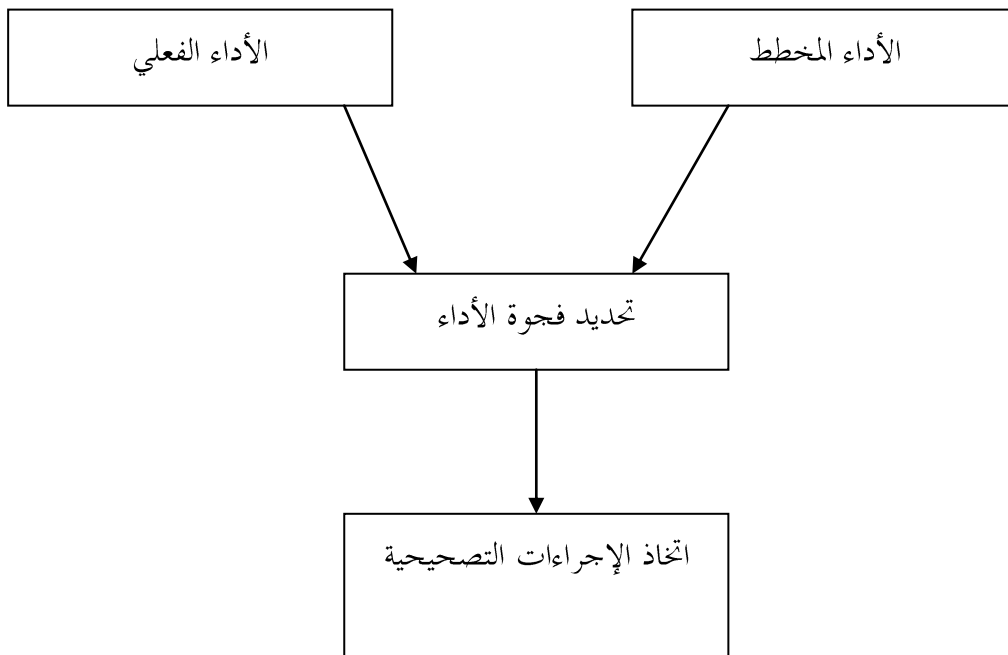 الأداء المخطط
الأداء الفعلي
تحديد فجوة الأداء
اتخاذ الإجراءات التصحيحية